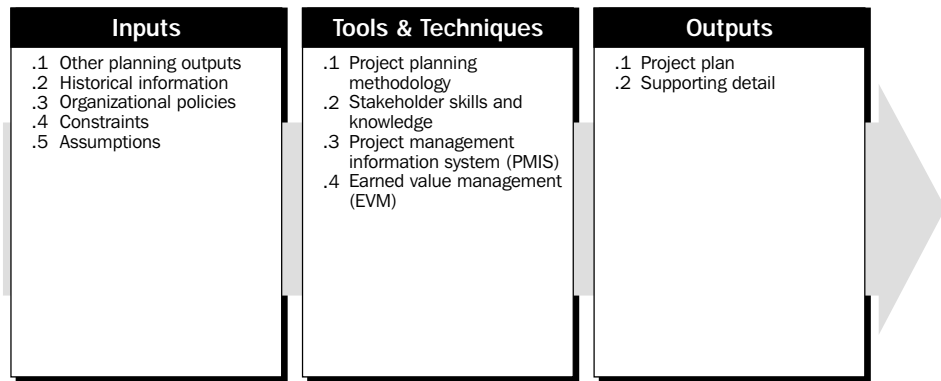 Inputs
.1 Other planning outputs
.2 Historical information
.3 Organizational policies
.4 Constraints
.5 Assumptions
Tools & Techniques
.1 Project planning
methodology
.2 Stakeholder skills and
knowledge
.3 Project management
information system (PMIS)
.4 Earned value management
(EVM)
Outputs
.1 Project plan
.2 Supporting detail